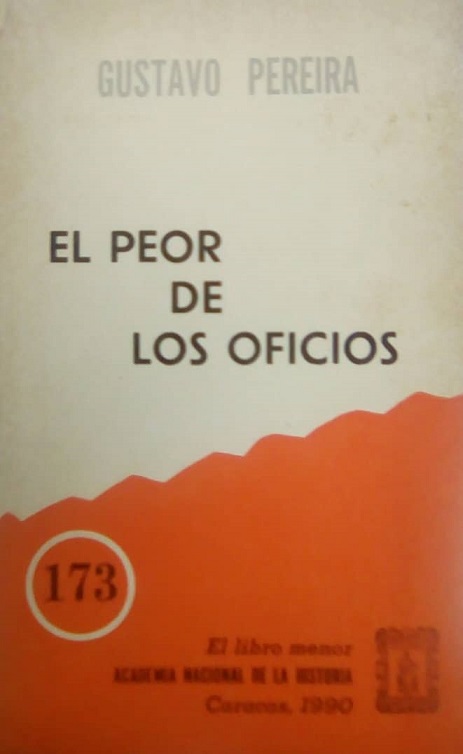 GUSTAVO PEREIRA
EL PEOR
DE
LOS OFICIOS
173
El libro menor
ACADEMIA NACIONAL DE LA HISTORIA
Caracas, 1990